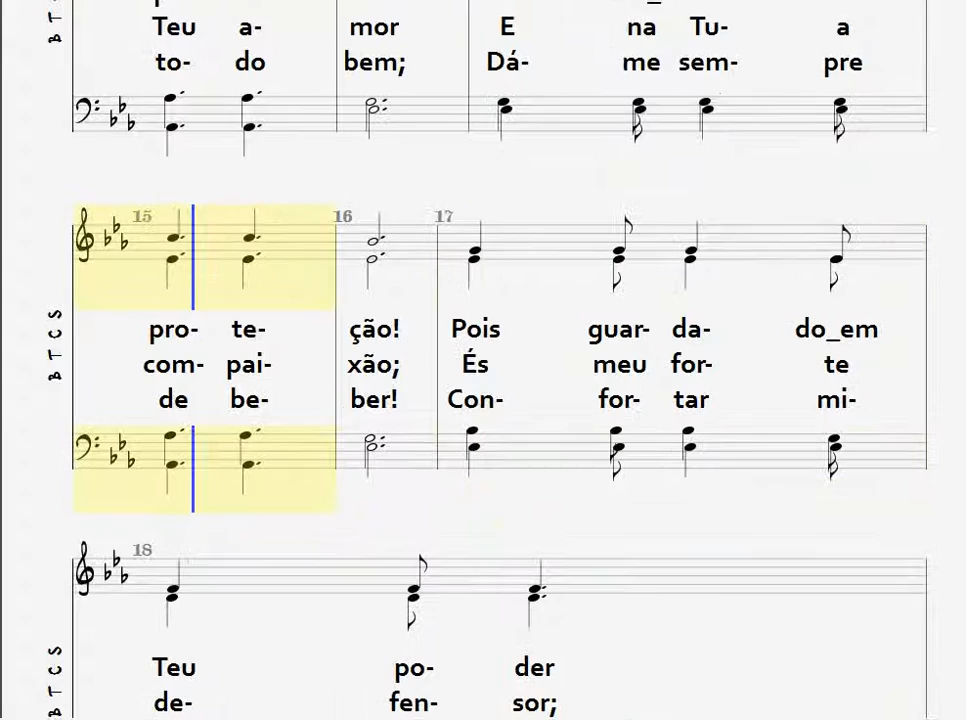 Teu a- mor E na Tu- a
to- do bem; Dá- me sem- pre
15 16 17
pro- te- ção! Pois guar- da- do_em
com- pai- xão; És meu for- te
de be- ber! Con- for- tar mi-
B T C S
18
Teu po- der
de- fen- sor;
B T C S